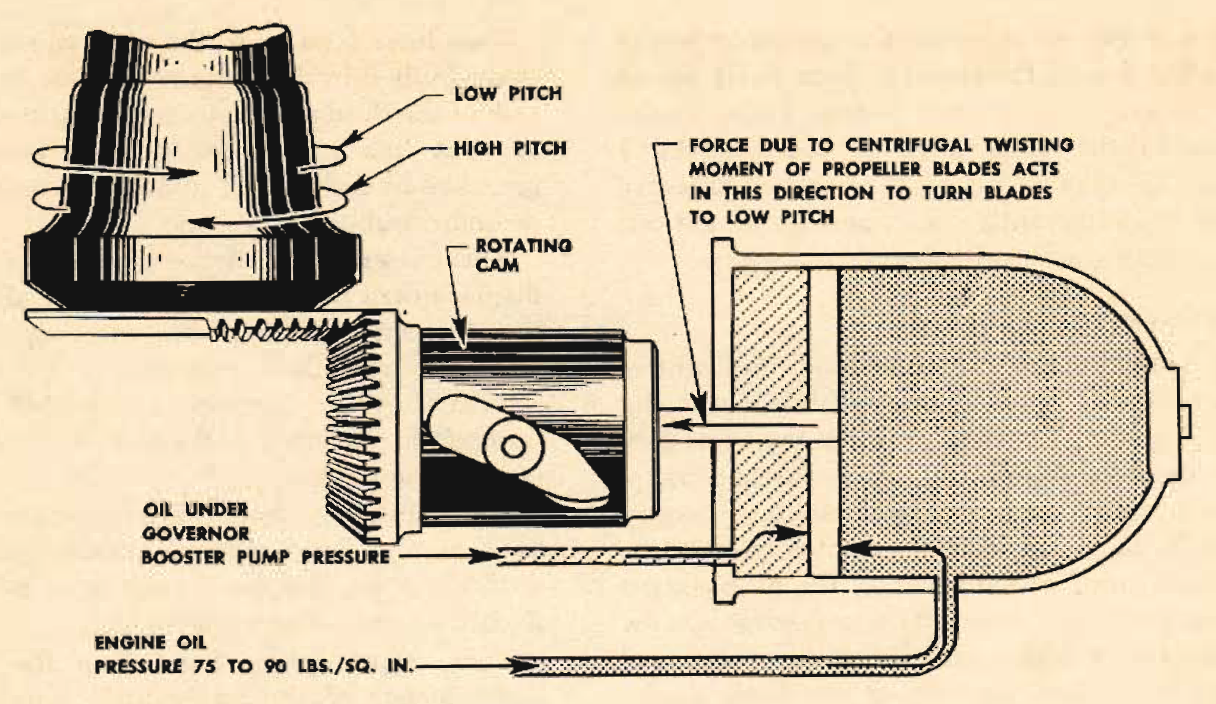 LOW PITCH
HIGH PITCH
FORCE DUE TO CENTRIFUGAL TWISTING
MOMENT OF PROPELLER BLADES ACTS
IN THIS DIRECTION TO TURN BLADES
TO LOW PITCH
ROTATING
CAM
OIL UNDER
GOVERNOR
BOOSTER PUMP PRESSURE
ENGINE OIL
PRESSURE 75 TO 90 LBS./SQ. IN.